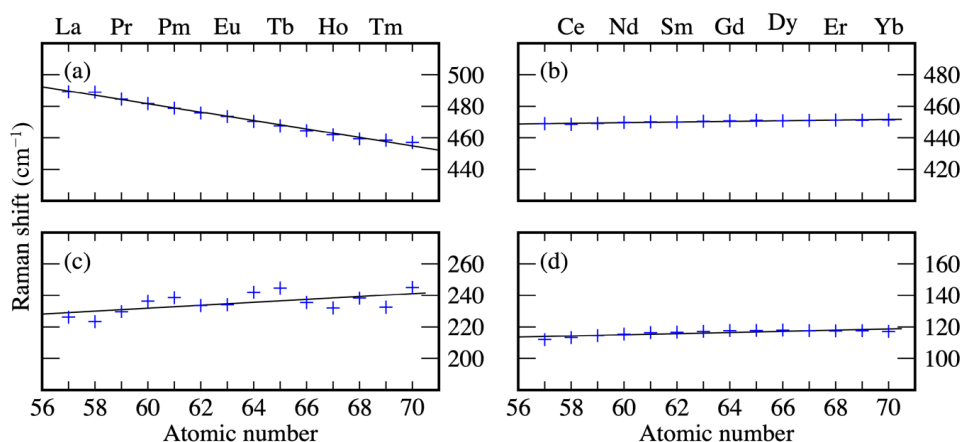 La Pr Pm Eu Tb Ho Tm
Ce Nd Sm Gd Dy Er Yb
Raman shift (cm⁻¹)
(a)
500
480
460
440
(b)
480
460
440
420
(c)
260
240
220
200
(d)
160
140
120
100
56 58 60 62 64 66 68 70
Atomic number
56 58 60 62 64 66 68 70
Atomic number